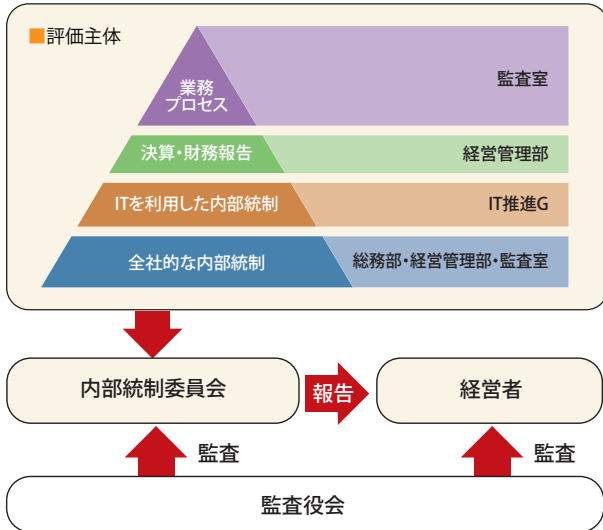 ■評価主体
業務
プロセス
監査室
決算・財務報告
経営管理部
ITを利用した内部統制
IT推進G
全社的な内部統制
総務部・経営管理部・監査室
内部統制委員会
報告
経営者
監査
監査
監査役会